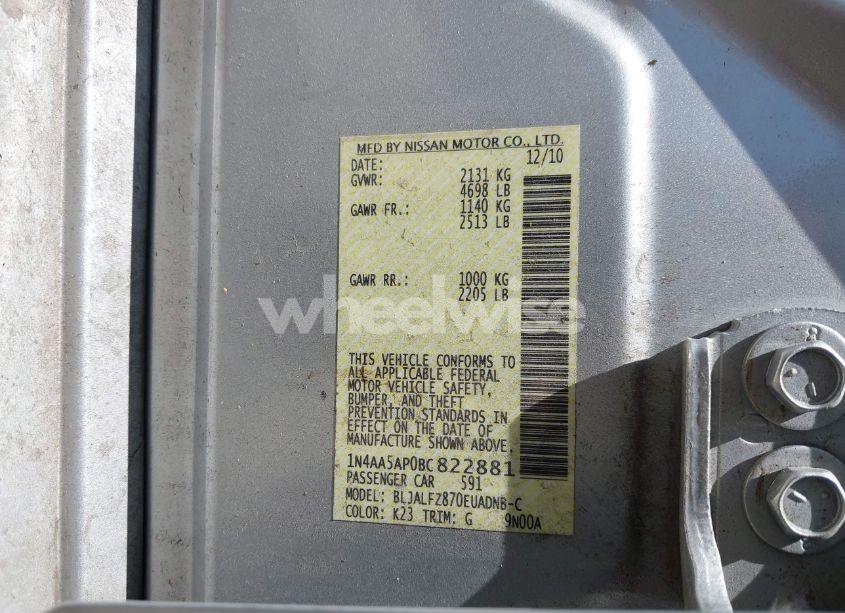 MFD BY NISSAN MOTOR CO., LTD.
DATE: 12/10
GVWR: 2131 KG
4698 LB
GAWR FR.: 1140 KG
2513 LB
GAWR RR.: 1000 KG
2205 LB
wheelwise
THIS VEHICLE CONFORMS TO
ALL APPLICABLE FEDERAL
MOTOR VEHICLE SAFETY,
BUMPER, AND THEFT
PREVENTION STANDARDS IN
EFFECT ON THE DATE OF
MANUFACTURE SHOWN ABOVE.
1N4AA5AP0BC822881
PASSENGER CAR 591
MODEL: BLJALFZ870EUADNB-C
COLOR: K23 TRIM: G 9N00A